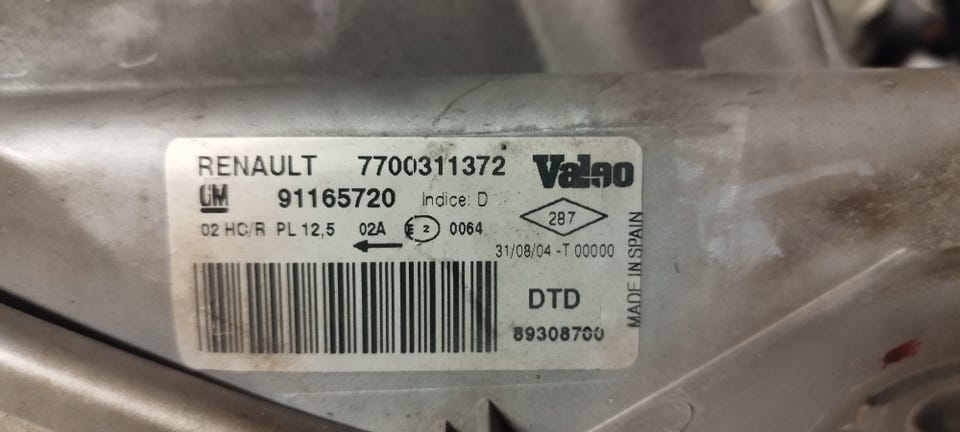 RENAULT 7700311372 Valeo
GM 91165720 Indice: D
287
02 HC/R PL 12,5 02A E 2 0064
31/08/04 -T 00000
DTD
89308700
MADE IN SPAIN